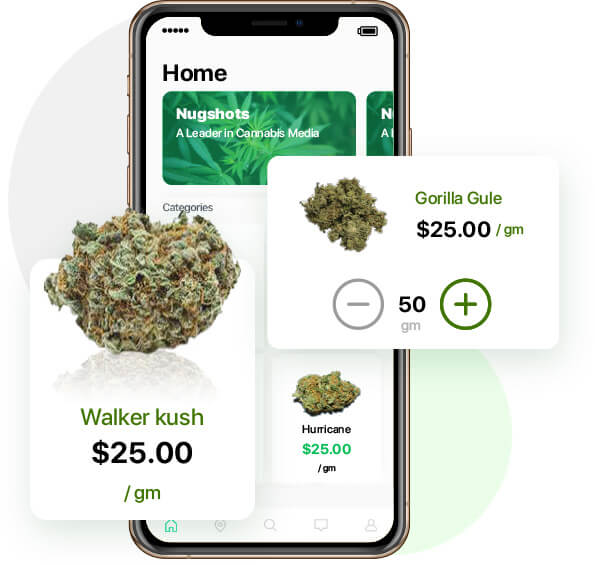 Home
Nugshots
A Leader in Cannabis Media
N
A l
Categories
Gorilla Gule
$25.00 / gm
50
gm
Walker kush
$25.00
/ gm
Hurricane
$25.00
/ gm